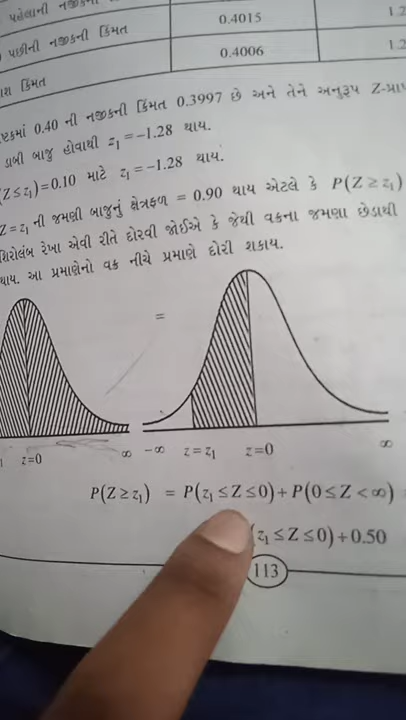 પહેલાની નજીકની
0.4015
1.2
પછીની નજીકની કિંમત
0.4006
1.2
કિંમત
કોષ્ટકમાં 0.40 ની નજીકની કિંમત 0.3997 છે અને તેને અનુરૂપ Z-પ્રા
ડાબી બાજુ હોવાથી z₁ = −1.28 થાય.
(Z ≤ z₁) = 0.10 માટે z₁ = −1.28 થાય.
Z = z₁ ની જમણી બાજુનું ક્ષેત્રફળ = 0.90 થાય એટલે કે P(Z ≥ z₁)
શિરોલંબ રેખા એવી રીતે દોરવી જોઈએ કે જેથી વક્રના જમણા છેડાથી
થાય. આ પ્રમાણેનો વક્ર નીચે પ્રમાણે દોરી શકાય.
=
z=0
∞
−∞
z = z₁
z=0
∞
P(Z ≥ z₁) = P(z₁ ≤ Z ≤ 0) + P(0 ≤ Z < ∞) =
(z₁ ≤ Z ≤ 0) + 0.50
113